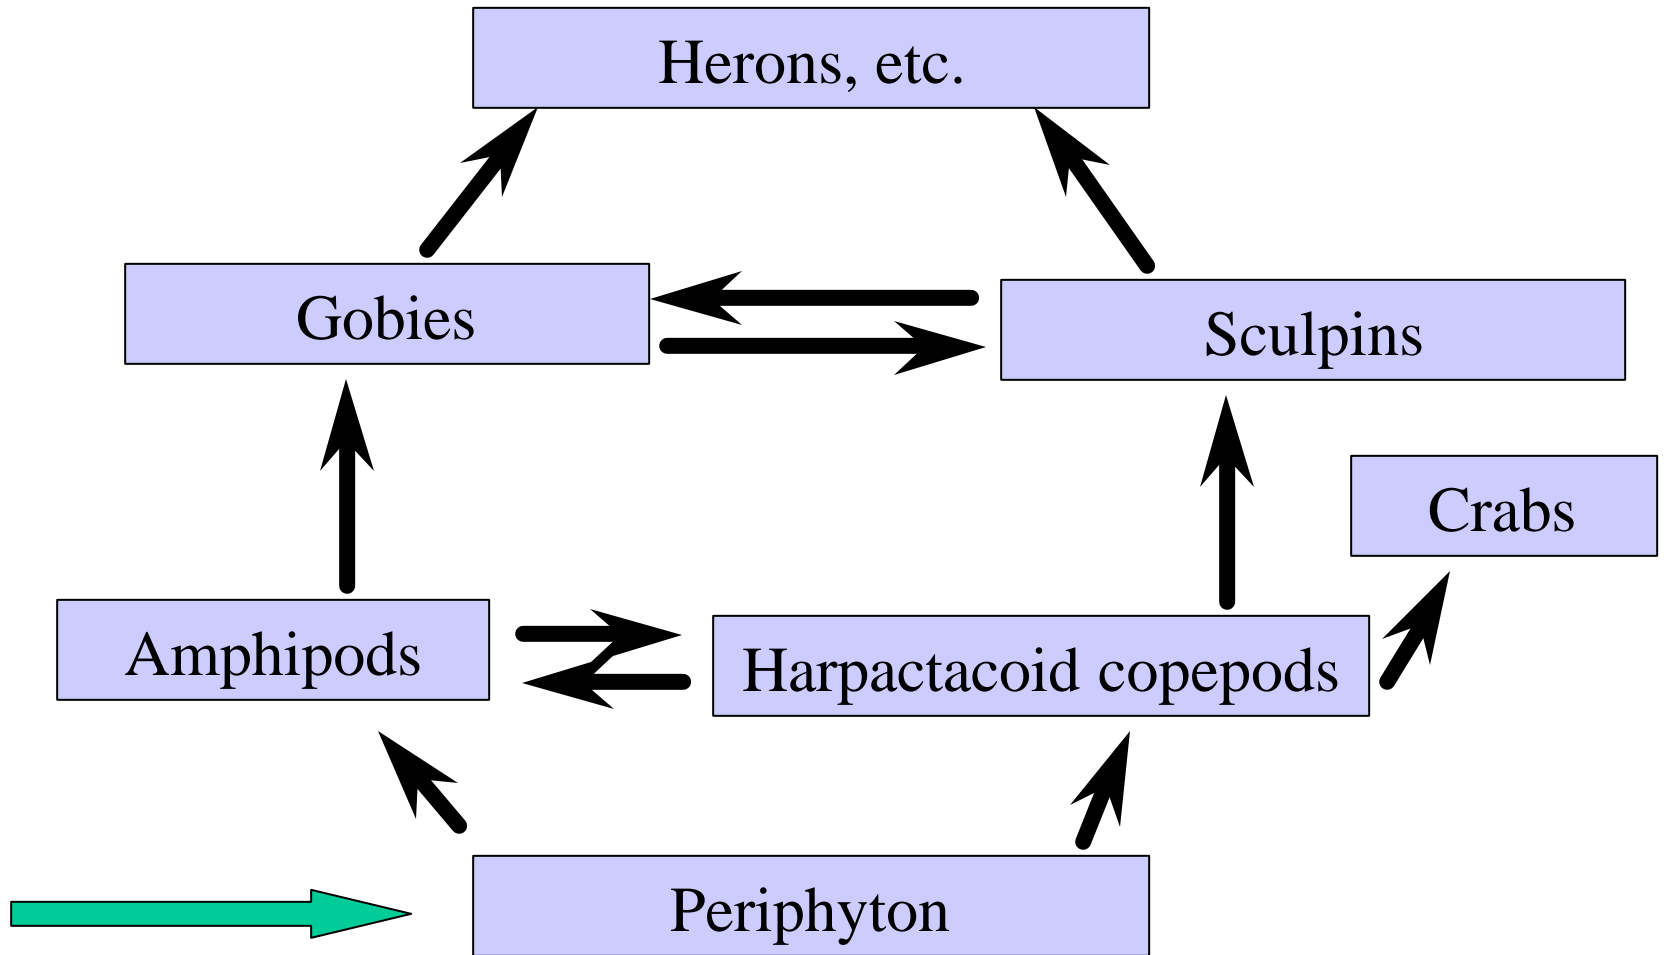 Herons, etc.
Gobies
Sculpins
Crabs
Amphipods
Harpactacoid copepods
Periphyton